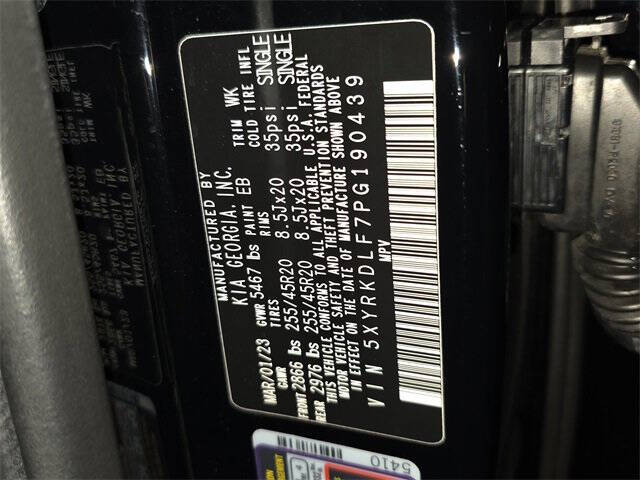 MANUFACTURED BY
KIA GEORGIA, INC.
MAR/01/23 GVWR 5467 lbs PAINT EB TRIM WK
GAWR TIRES RIMS COLD TIRE INFL
FRONT 2866 lbs 255/45R20 8.5Jx20 35psi SINGLE
REAR 2976 lbs 255/45R20 8.5Jx20 35psi SINGLE
THIS VEHICLE CONFORMS TO ALL APPLICABLE U.S.A. FEDERAL
MOTOR VEHICLE SAFETY AND THEFT PREVENTION STANDARDS
IN EFFECT ON THE DATE OF MANUFACTURE SHOWN ABOVE
VIN 5XYRKDLF7PG190439
MPV
5410